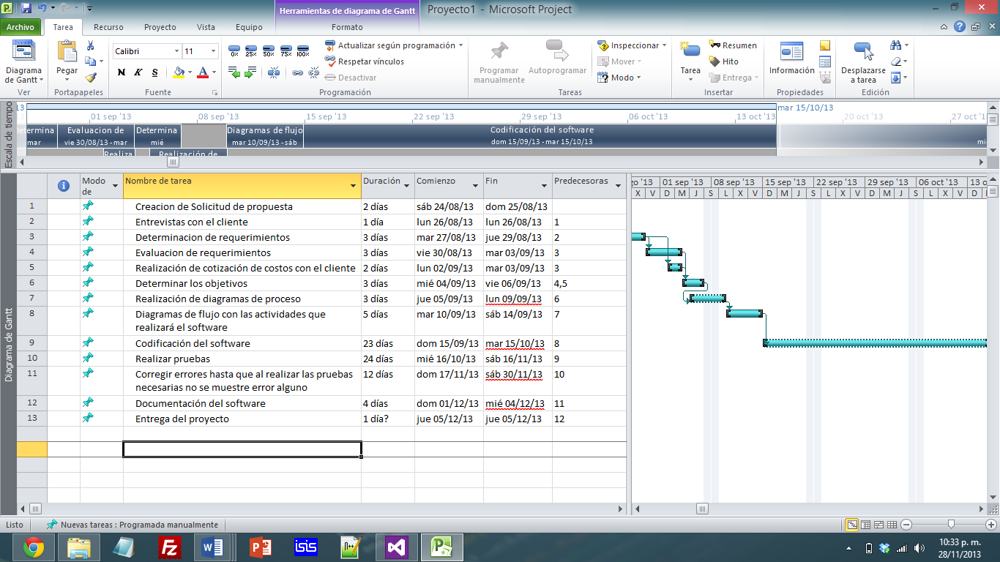 Herramientas de diagrama de Gantt
Proyecto1 - Microsoft Project
Archivo Tarea Recurso Proyecto Vista Equipo Formato
Diagrama de Gantt
Ver
Pegar
Portapapeles
Calibri 11
N K S A
Fuente
0% 25% 50% 75% 100%
Actualizar según programación
Respetar vínculos
Desactivar
Programación
Programar manualmente
Autoprogramar
Inspeccionar
Mover
Modo
Tareas
Tarea
Resumen
Hito
Entrega
Insertar
Información
Propiedades
Desplazarse a tarea
Edición
Escala de tiempo
mar 15/10/13
01 sep '13 08 sep '13 15 sep '13 22 sep '13 29 sep '13 06 oct '13 13 oct '13 20 oct '13 27 oct '1
Evaluacion de Determina Diagramas de flujo Codificación del software
mar vie 30/08/13 - mar mié mar 10/09/13 - sáb dom 15/09/13 - mar 15/10/13
Realiza Realización de
Modo de Nombre de tarea Duración Comienzo Fin Predecesoras
01 sep '13 08 sep '13 15 sep '13 22 sep '13 29 sep '13 06 oct '13 13 o
X V D M J S L X V D M J S L X V D M J S L X V D
1 Creacion de Solicitud de propuesta 2 días sáb 24/08/13 dom 25/08/13
2 Entrevistas con el cliente 1 día lun 26/08/13 lun 26/08/13 1
3 Determinacion de requerimientos 3 días mar 27/08/13 jue 29/08/13 2
4 Evaluacion de requerimientos 3 días vie 30/08/13 mar 03/09/13 3
5 Realización de cotización de costos con el cliente 2 días lun 02/09/13 mar 03/09/13 3
6 Determinar los objetivos 3 días mié 04/09/13 vie 06/09/13 4,5
7 Realización de diagramas de proceso 3 días jue 05/09/13 lun 09/09/13 6
8 Diagramas de flujo con las actividades que 5 días mar 10/09/13 sáb 14/09/13 7
realizará el software
9 Codificación del software 23 días dom 15/09/13 mar 15/10/13 8
10 Realizar pruebas 24 días mié 16/10/13 sáb 16/11/13 9
11 Corregir errores hasta que al realizar las pruebas 12 días dom 17/11/13 sáb 30/11/13 10
necesarias no se muestre error alguno
12 Documentación del software 4 días dom 01/12/13 mié 04/12/13 11
13 Entrega del proyecto 1 día? jue 05/12/13 jue 05/12/13 12
Diagrama de Gantt
Listo Nuevas tareas : Programada manualmente
isis
10:33 p. m.
28/11/2013